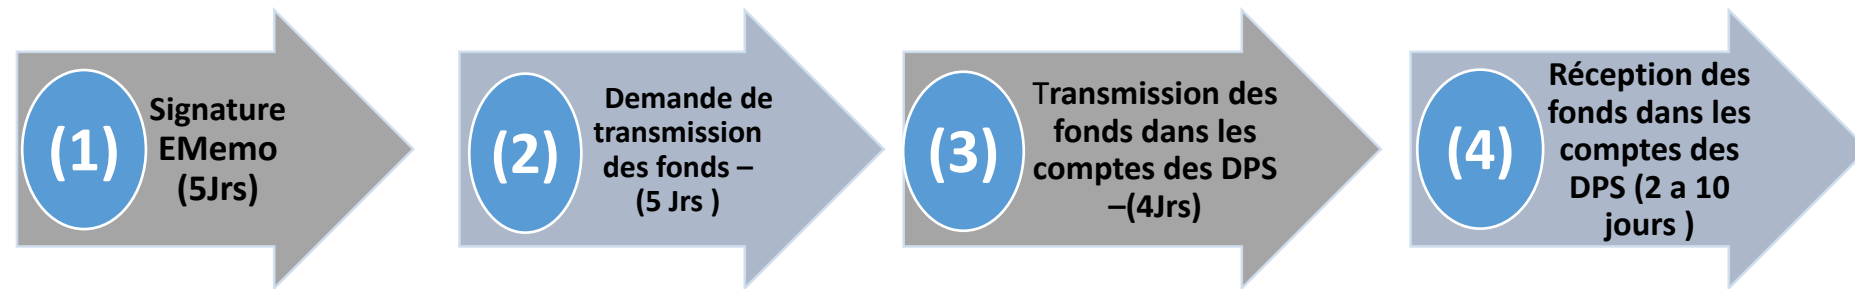 (1)
Signature
EMemo
(5Jrs)
(2)
Demande de
transmission
des fonds –
(5 Jrs )
(3)
Transmission des
fonds dans les
comptes des DPS
–(4Jrs)
(4)
Réception des
fonds dans les
comptes des
DPS (2 a 10
jours )